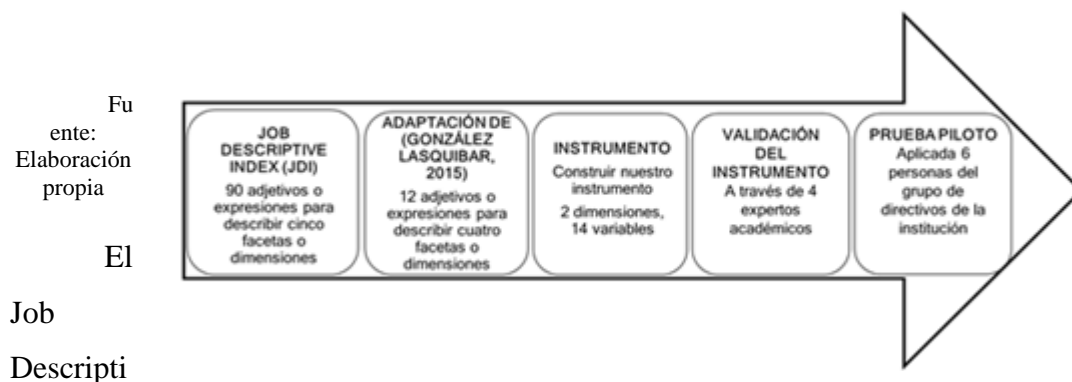 Fu
ente:
Elaboración
propia
El
Job
Descripti
JOB
DESCRIPTIVE
INDEX (JDI)
90 adjetivos o
expresiones para
describir cinco
facetas o
dimensiones
ADAPTACIÓN DE
(GONZÁLEZ
LASQUIBAR,
2015)
12 adjetivos o
expresiones para
describir cuatro
facetas o
dimensiones
INSTRUMENTO
Construir nuestro
instrumento
2 dimensiones,
14 variables
VALIDACIÓN
DEL
INSTRUMENTO
A través de 4
expertos
académicos
PRUEBA PILOTO
Aplicada 6
personas del
grupo de
directivos de la
institución